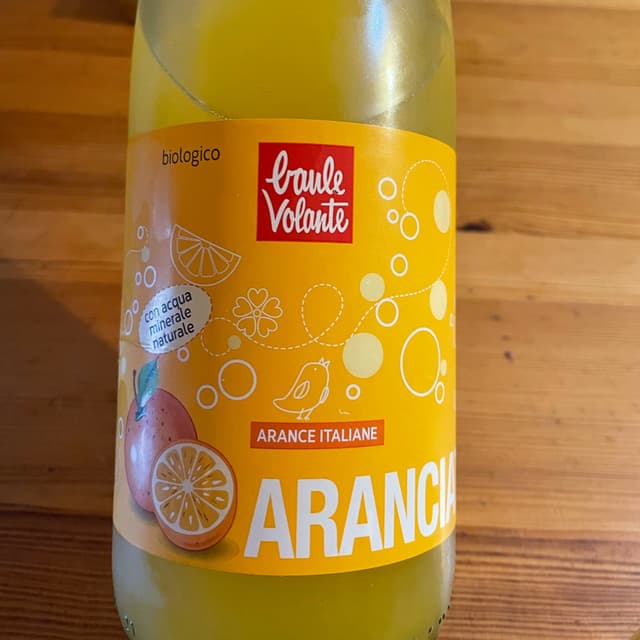 biologico
baule
Volante
con acqua
minerale
naturale
ARANCE ITALIANE
ARANCIA